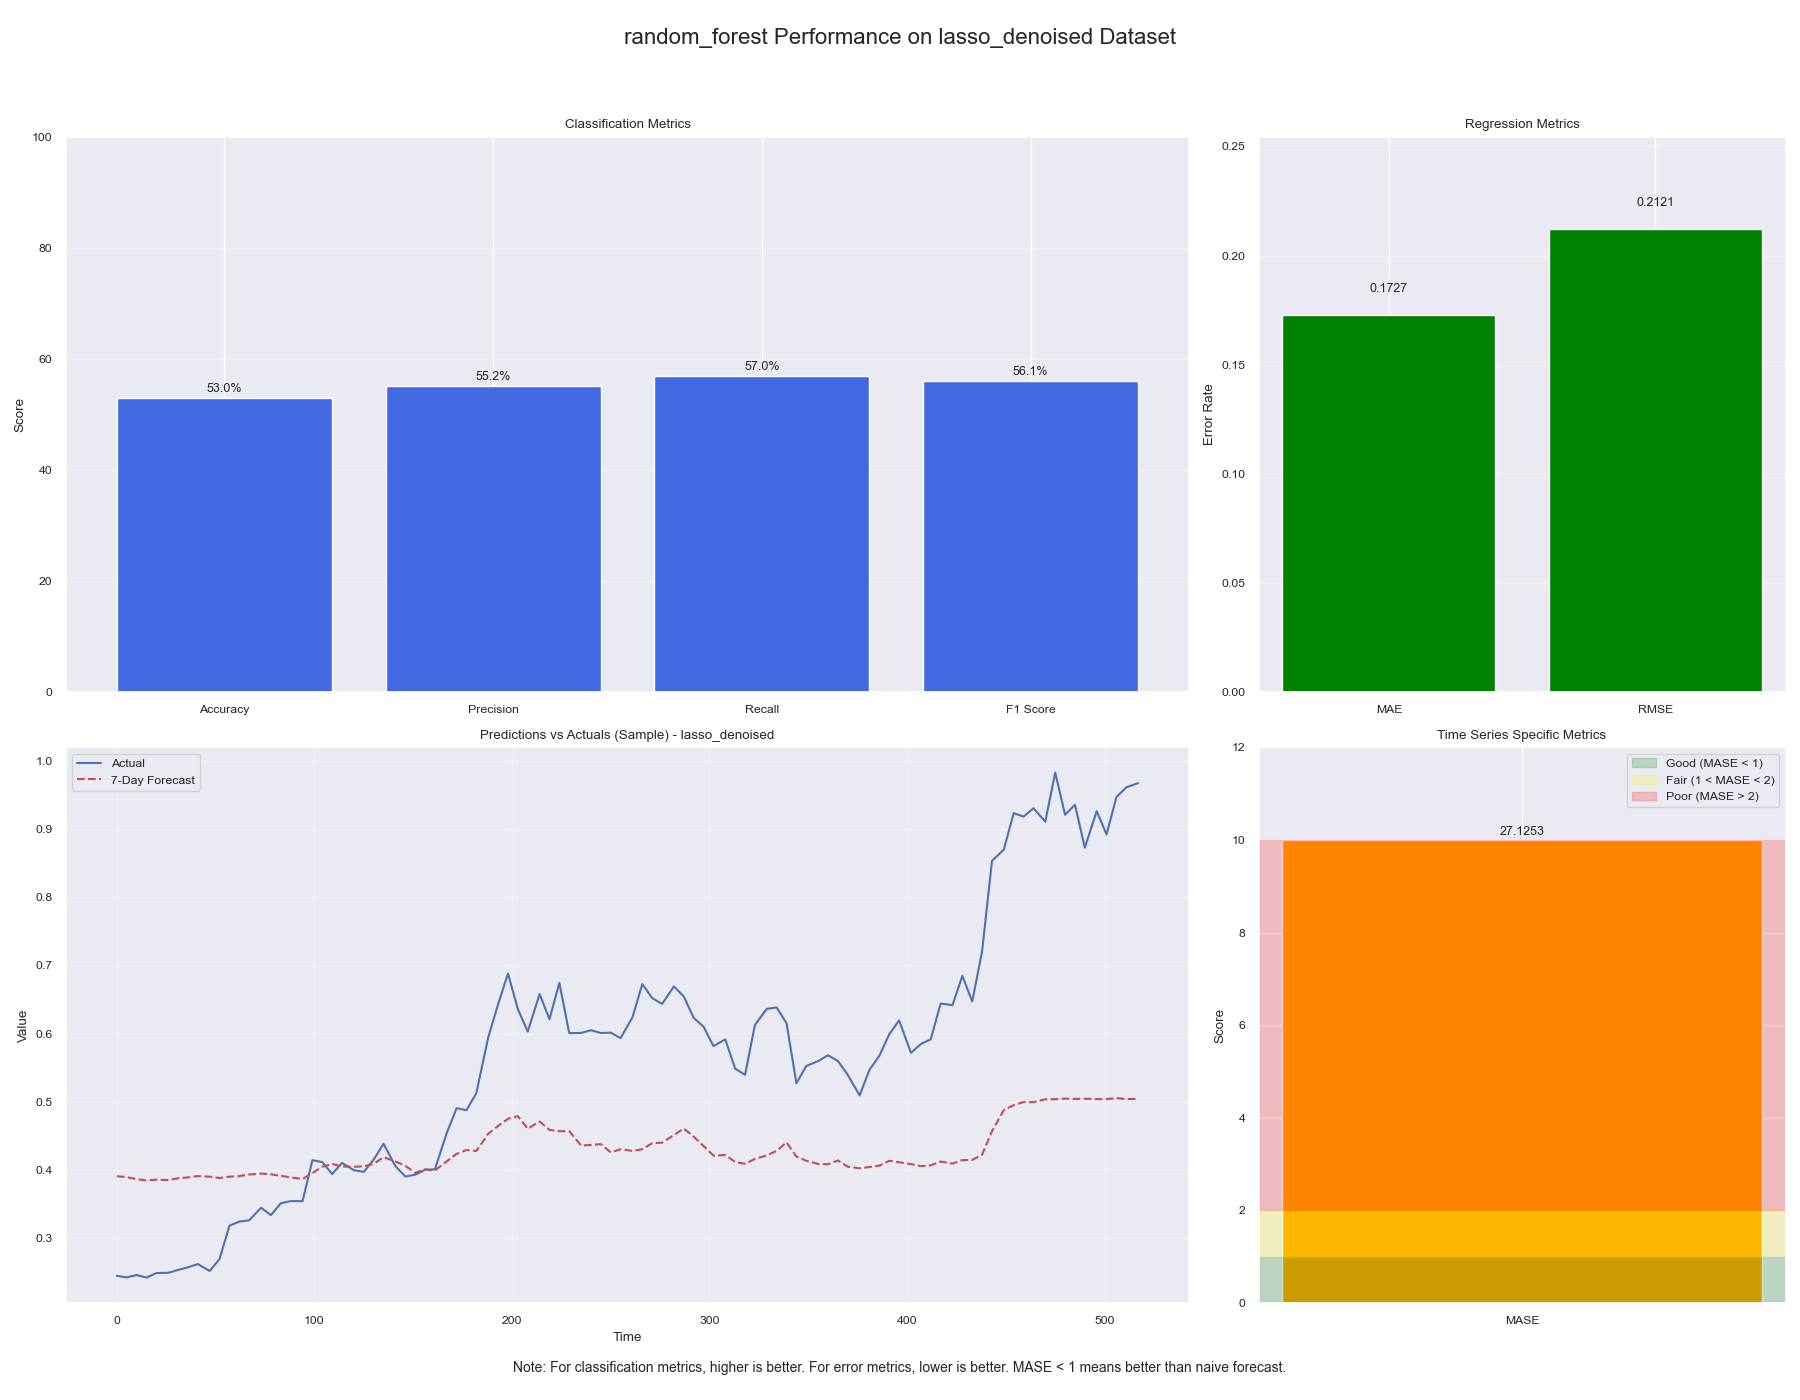 random_forest Performance on lasso_denoised Dataset
Classification Metrics
100
80
60
40
20
0
Score
53.0%
55.2%
57.0%
56.1%
Accuracy
Precision
Recall
F1 Score
Regression Metrics
0.25
0.20
0.15
0.10
0.05
0.00
Error Rate
0.1727
0.2121
MAE
RMSE
Predictions vs Actuals (Sample) - lasso_denoised
Actual
7-Day Forecast
1.0
0.9
0.8
0.7
0.6
0.5
0.4
0.3
Value
0
100
200
300
400
500
Time
Time Series Specific Metrics
Good (MASE < 1)
Fair (1 < MASE < 2)
Poor (MASE > 2)
12
10
8
6
4
2
0
Score
27.1253
MASE
Note: For classification metrics, higher is better. For error metrics, lower is better. MASE < 1 means better than naive forecast.